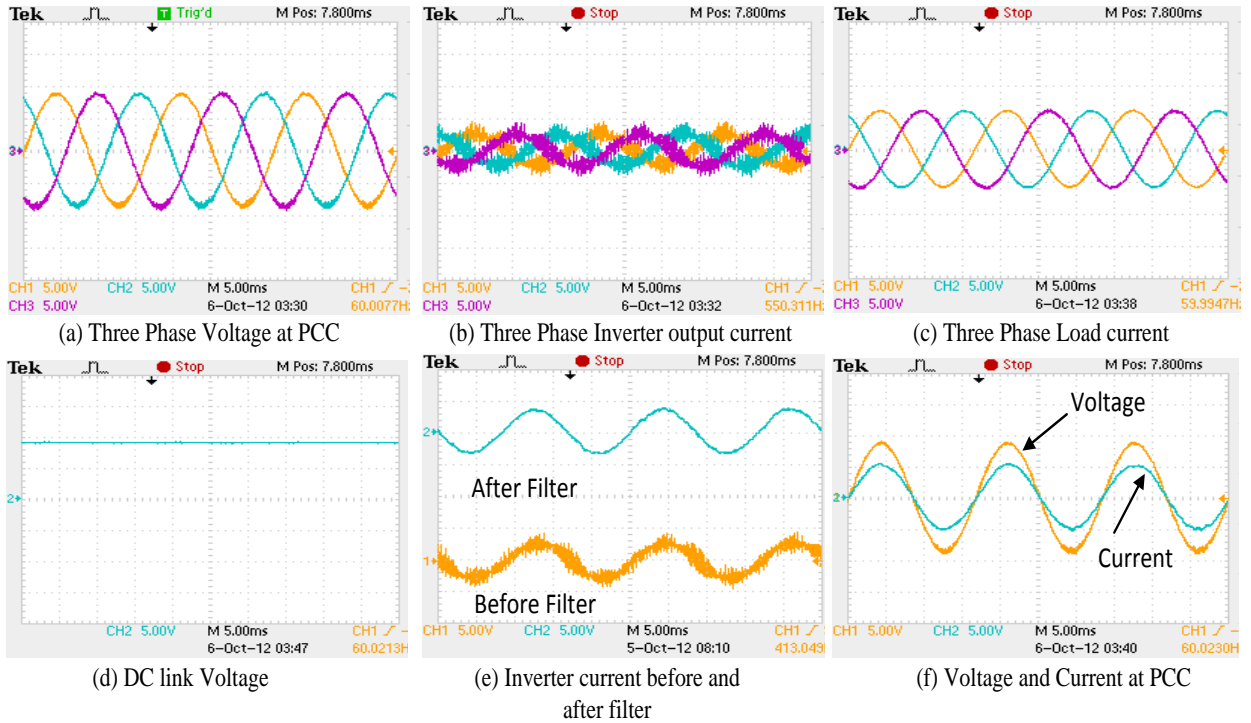 Tek Trig'd M Pos: 7.800ms
3
CH1 5.00V CH2 5.00V M 5.00ms CH1
CH3 5.00V 6-Oct-12 03:30 60.0077Hz
(a) Three Phase Voltage at PCC
Tek Stop M Pos: 7.800ms
3
CH1 5.00V CH2 5.00V M 5.00ms CH1
CH3 5.00V 6-Oct-12 03:32 550.311Hz
(b) Three Phase Inverter output current
Tek Stop M Pos: 7.800ms
3
CH1 5.00V CH2 5.00V M 5.00ms CH1
CH3 5.00V 6-Oct-12 03:38 59.9947Hz
(c) Three Phase Load current
Tek Stop M Pos: 7.800ms
2
CH2 5.00V M 5.00ms CH1
6-Oct-12 03:47 60.0213H
(d) DC link Voltage
Tek Stop M Pos: 7.800ms
2
After Filter
1
Before Filter
CH1 5.00V CH2 5.00V M 5.00ms CH1
5-Oct-12 08:10 413.049H
(e) Inverter current before and
after filter
Tek Stop M Pos: 7.800ms
Voltage
2
Current
CH1 5.00V CH2 5.00V M 5.00ms CH1
6-Oct-12 03:40 60.0230H
(f) Voltage and Current at PCC